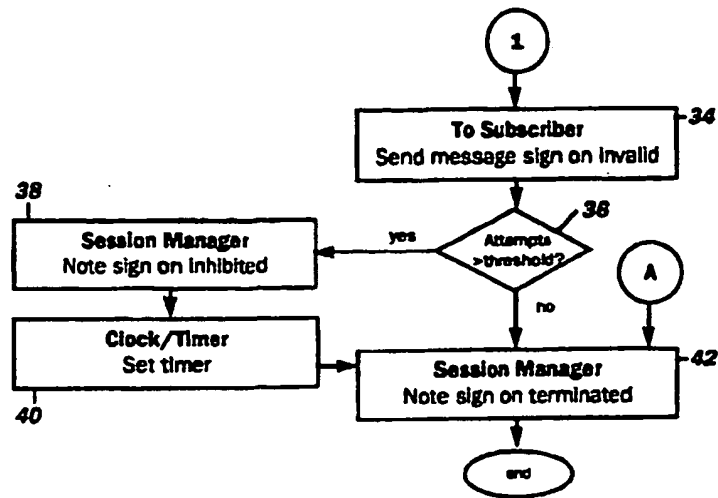 1
34
To Subscriber
Send message sign on invalid
36
Attempts
>threshold?
yes
no
38
Session Manager
Note sign on inhibited
A
Clock/Timer
Set timer
40
42
Session Manager
Note sign on terminated
end